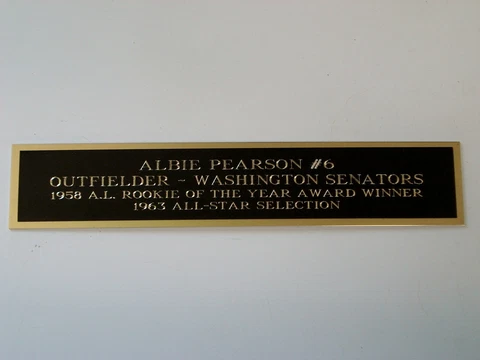 ALBIE PEARSON #6
OUTFIELDER ~ WASHINGTON SENATORS
1958 A.L. ROOKIE OF THE YEAR AWARD WINNER
1963 ALL-STAR SELECTION